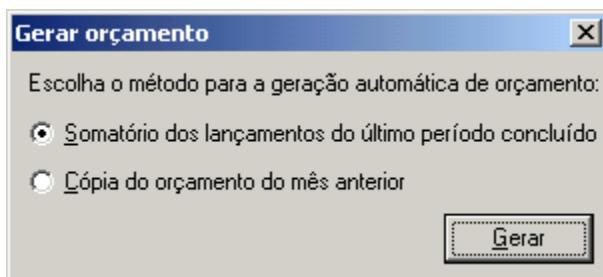 Gerar orçamento
Escolha o método para a geração automática de orçamento:
Somatório dos lançamentos do último período concluído
Cópia do orçamento do mês anterior
Gerar